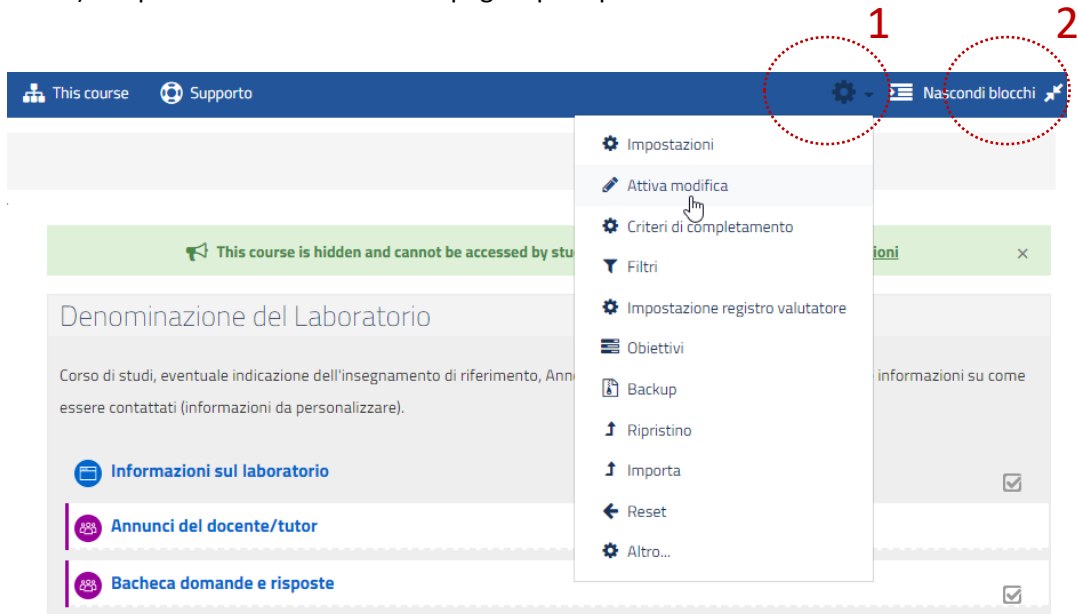 1 2
This course Supporto Nascondi blocchi
Impostazioni
Attiva modifica
Criteri di completamento
Filtri
Impostazione registro valutatore
Obiettivi
Backup
Ripristino
Importa
Reset
Altro...
This course is hidden and cannot be accessed by stu ioni ×
Denominazione del Laboratorio
Corso di studi, eventuale indicazione dell'insegnamento di riferimento, Ann informazioni su come
essere contattati (informazioni da personalizzare).
Informazioni sul laboratorio
Annunci del docente/tutor
Bacheca domande e risposte